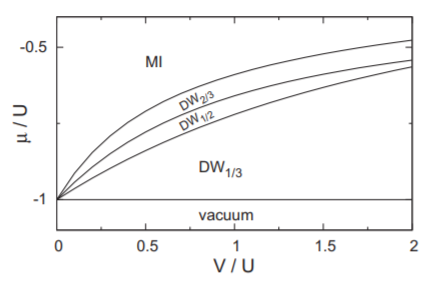 -0.5
MI
DW2/3
DW1/2
μ / U
DW1/3
-1
vacuum
0
0.5
1
1.5
2
V / U